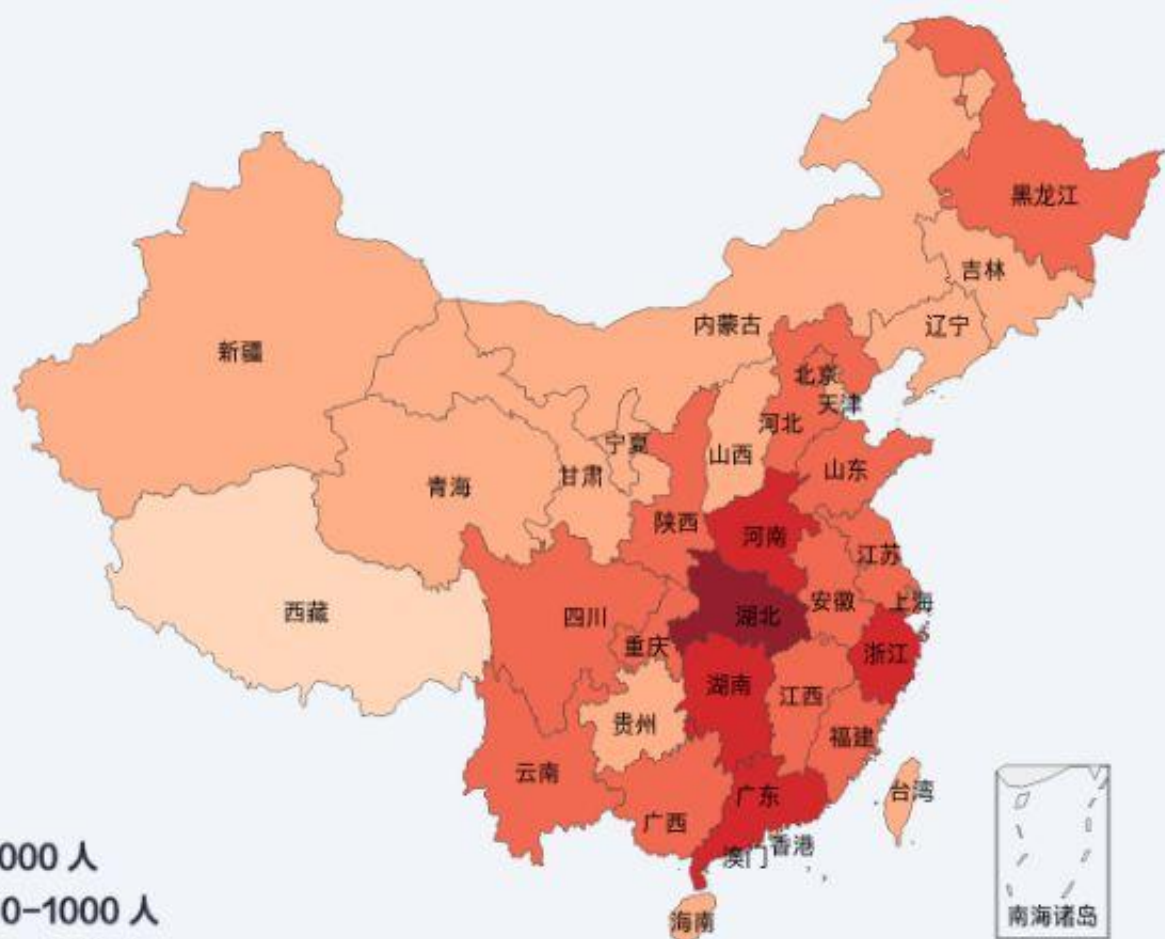 黑龙江
吉林
辽宁
内蒙古
新疆
北京
天津
河北
宁夏
山西
山东
甘肃
青海
陕西
河南
江苏
西藏
四川
湖北
安徽
上海
重庆
浙江
湖南
江西
贵州
福建
云南
广东
台湾
广西
香港
澳门
000 人
0-1000 人
海南
南海诸岛